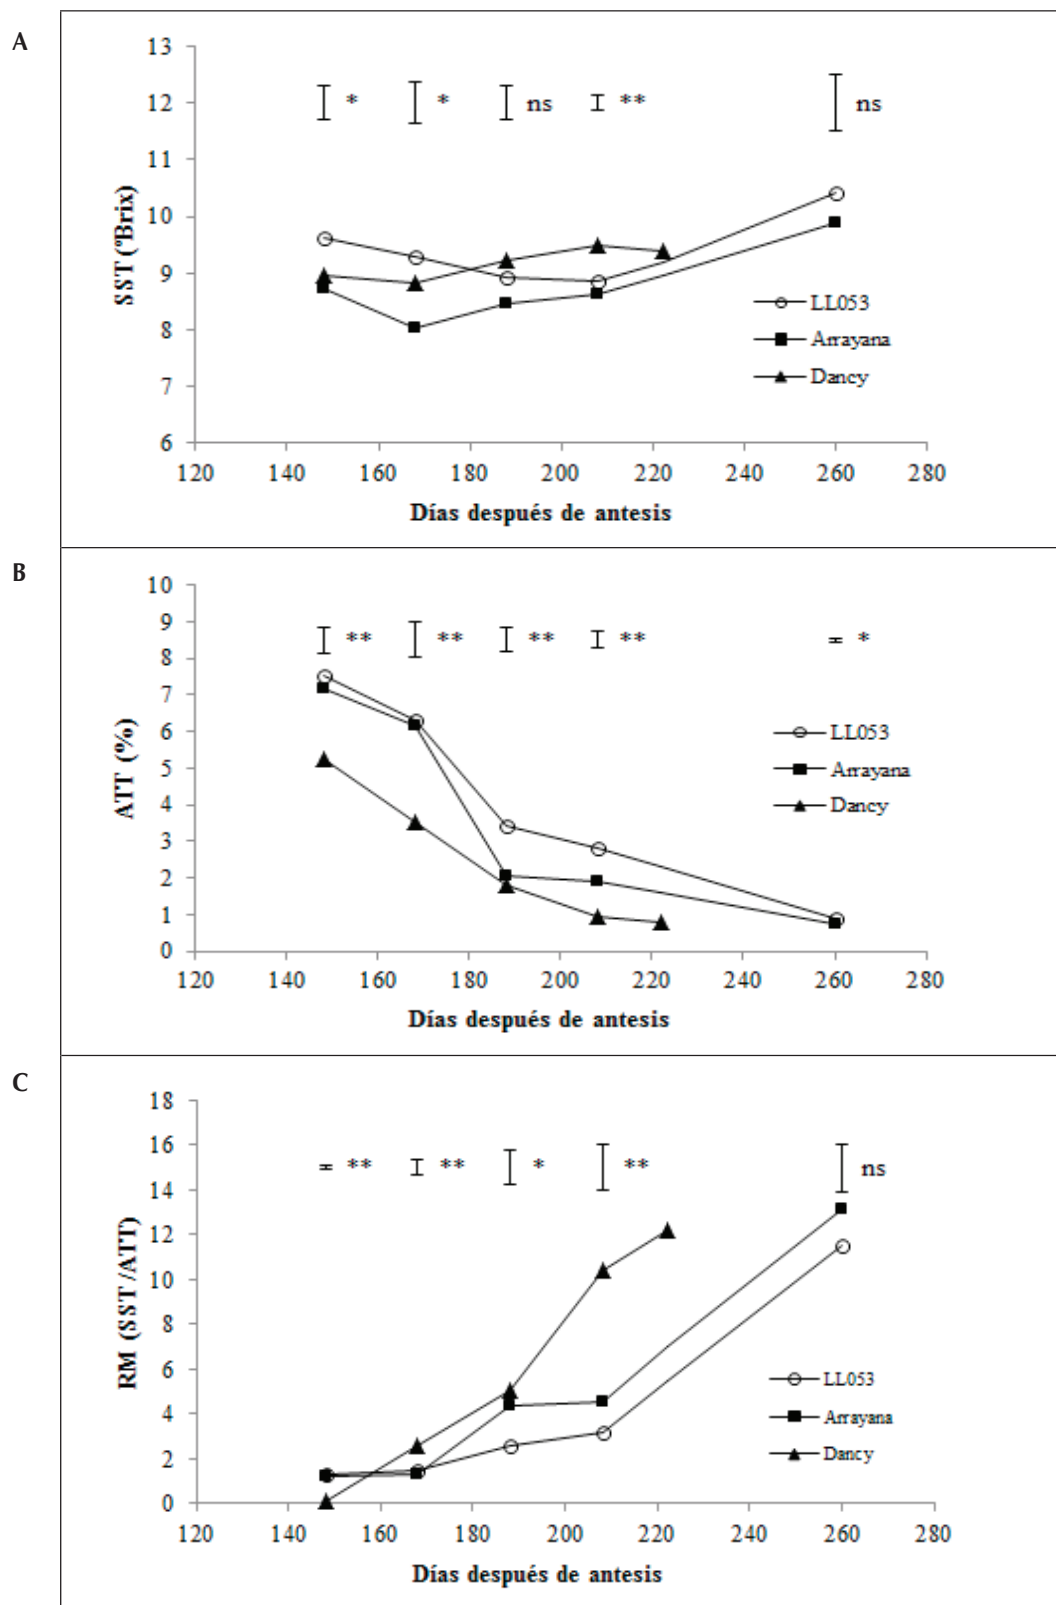 A
13
12
11
10
9
8
7
6
SST (°Brix)
* * ns ** ns
LL053
Arrayana
Dancy
120 140 160 180 200 220 240 260 280
Días después de antesis
B
10
9
8
7
6
5
4
3
2
1
0
ATT (%)
** ** ** ** *
LL053
Arrayana
Dancy
120 140 160 180 200 220 240 260 280
Días después de antesis
C
18
16
14
12
10
8
6
4
2
0
RM (SST/ATT)
** ** * ** ns
LL053
Arrayana
Dancy
120 140 160 180 200 220 240 260 280
Días después de antesis